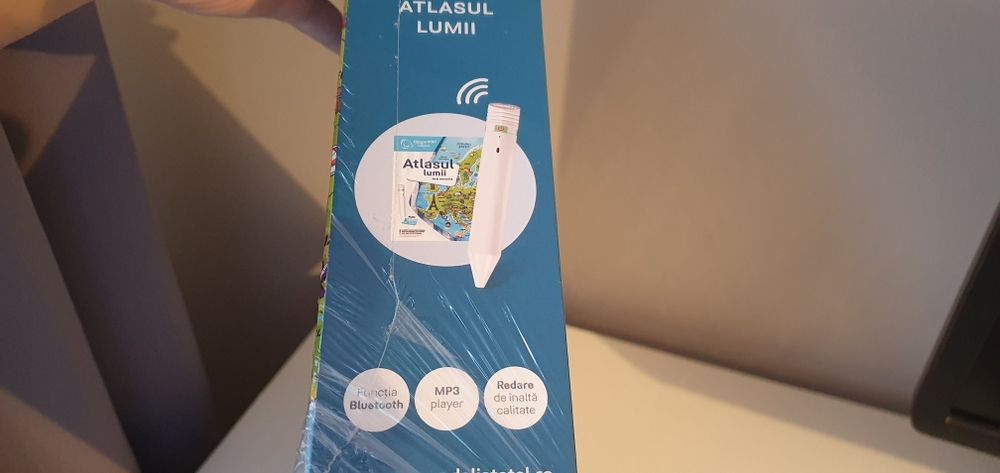 ATLASUL
LUMII
Atlasul
lumii
Funcția
Bluetooth
MP3
player
Redare
de înaltă
calitate